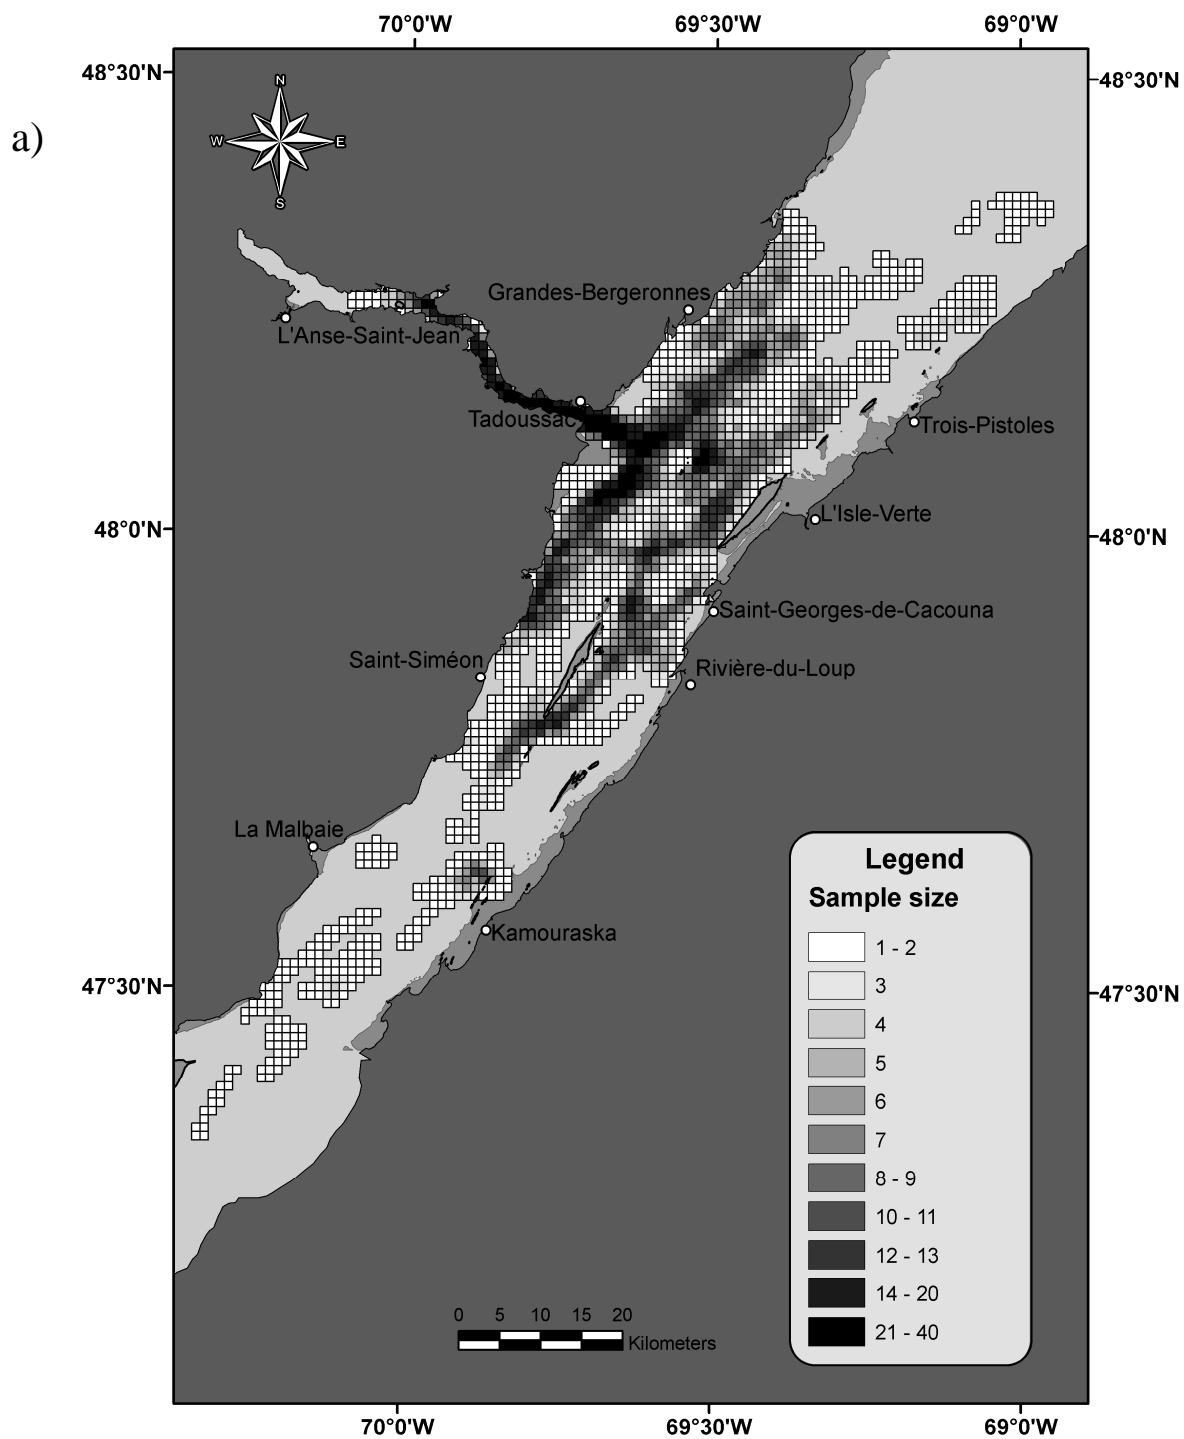 70°0'W 69°30'W 69°0'W
48°30'N
48°30'N
a)
N
W E
S
Grandes-Bergeronnes
L'Anse-Saint-Jean
Tadoussac
Trois-Pistoles
L'Isle-Verte
48°0'N
48°0'N
Saint-Georges-de-Cacouna
Saint-Siméon
Rivière-du-Loup
La Malbaie
Kamouraska
47°30'N
47°30'N
Legend
Sample size
1 - 2
3
4
5
6
7
8 - 9
10 - 11
12 - 13
14 - 20
21 - 40
0 5 10 15 20
Kilometers
70°0'W 69°30'W 69°0'W